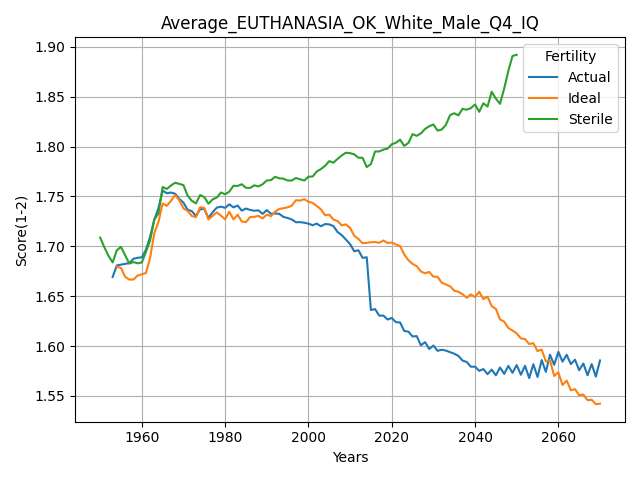 Average_EUTHANASIA_OK_White_Male_Q4_IQ
Score(1-2)
1.90
1.85
1.80
1.75
1.70
1.65
1.60
1.55
Fertility
Actual
Ideal
Sterile
1960
1980
2000
2020
2040
2060
Years